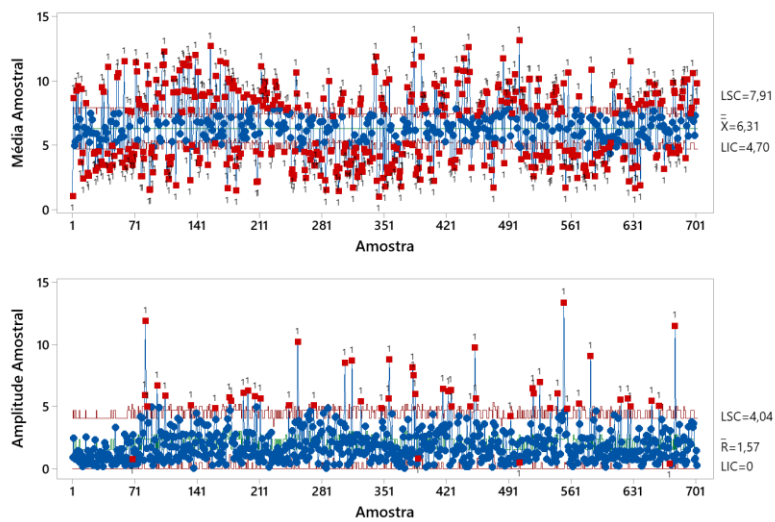 15
10
5
0
Média Amostral
LSC=7,91
X=6,31
LIC=4,70
1 71 141 211 281 351 421 491 561 631 701
Amostra
15
10
5
0
Amplitude Amostral
LSC=4,04
R=1,57
LIC=0
1 71 141 211 281 351 421 491 561 631 701
Amostra